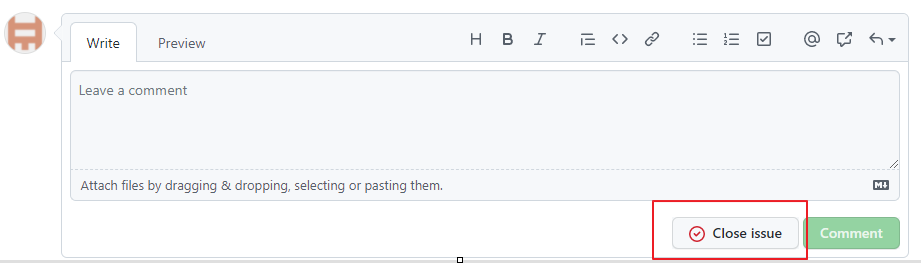 Write Preview H B I
Leave a comment
Attach files by dragging & dropping, selecting or pasting them.
Close issue Comment